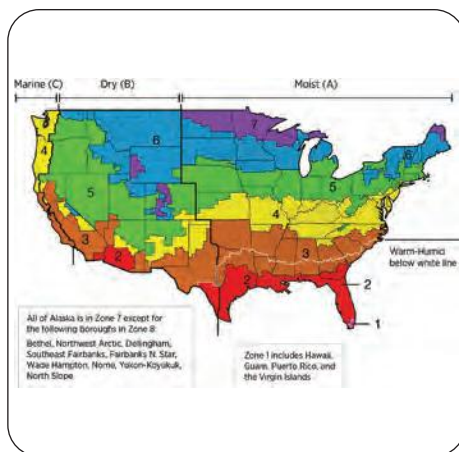 Marine (C) Dry (B) Moist (A)
7
6
6
4
5
5
4
3
3
2
2
Warm-Humid
below white line
2
1
All of Alaska is in Zone 7 except for
the following boroughs in Zone 8:
Bethel, Northwest Arctic, Dellingham,
Southeast Fairbanks, Fairbanks N. Star,
Wade Hampton, Nome, Yukon-Koyukuk,
North Slope
Zone 1 includes Hawaii,
Guam, Puerto Rico, and
the Virgin Islands